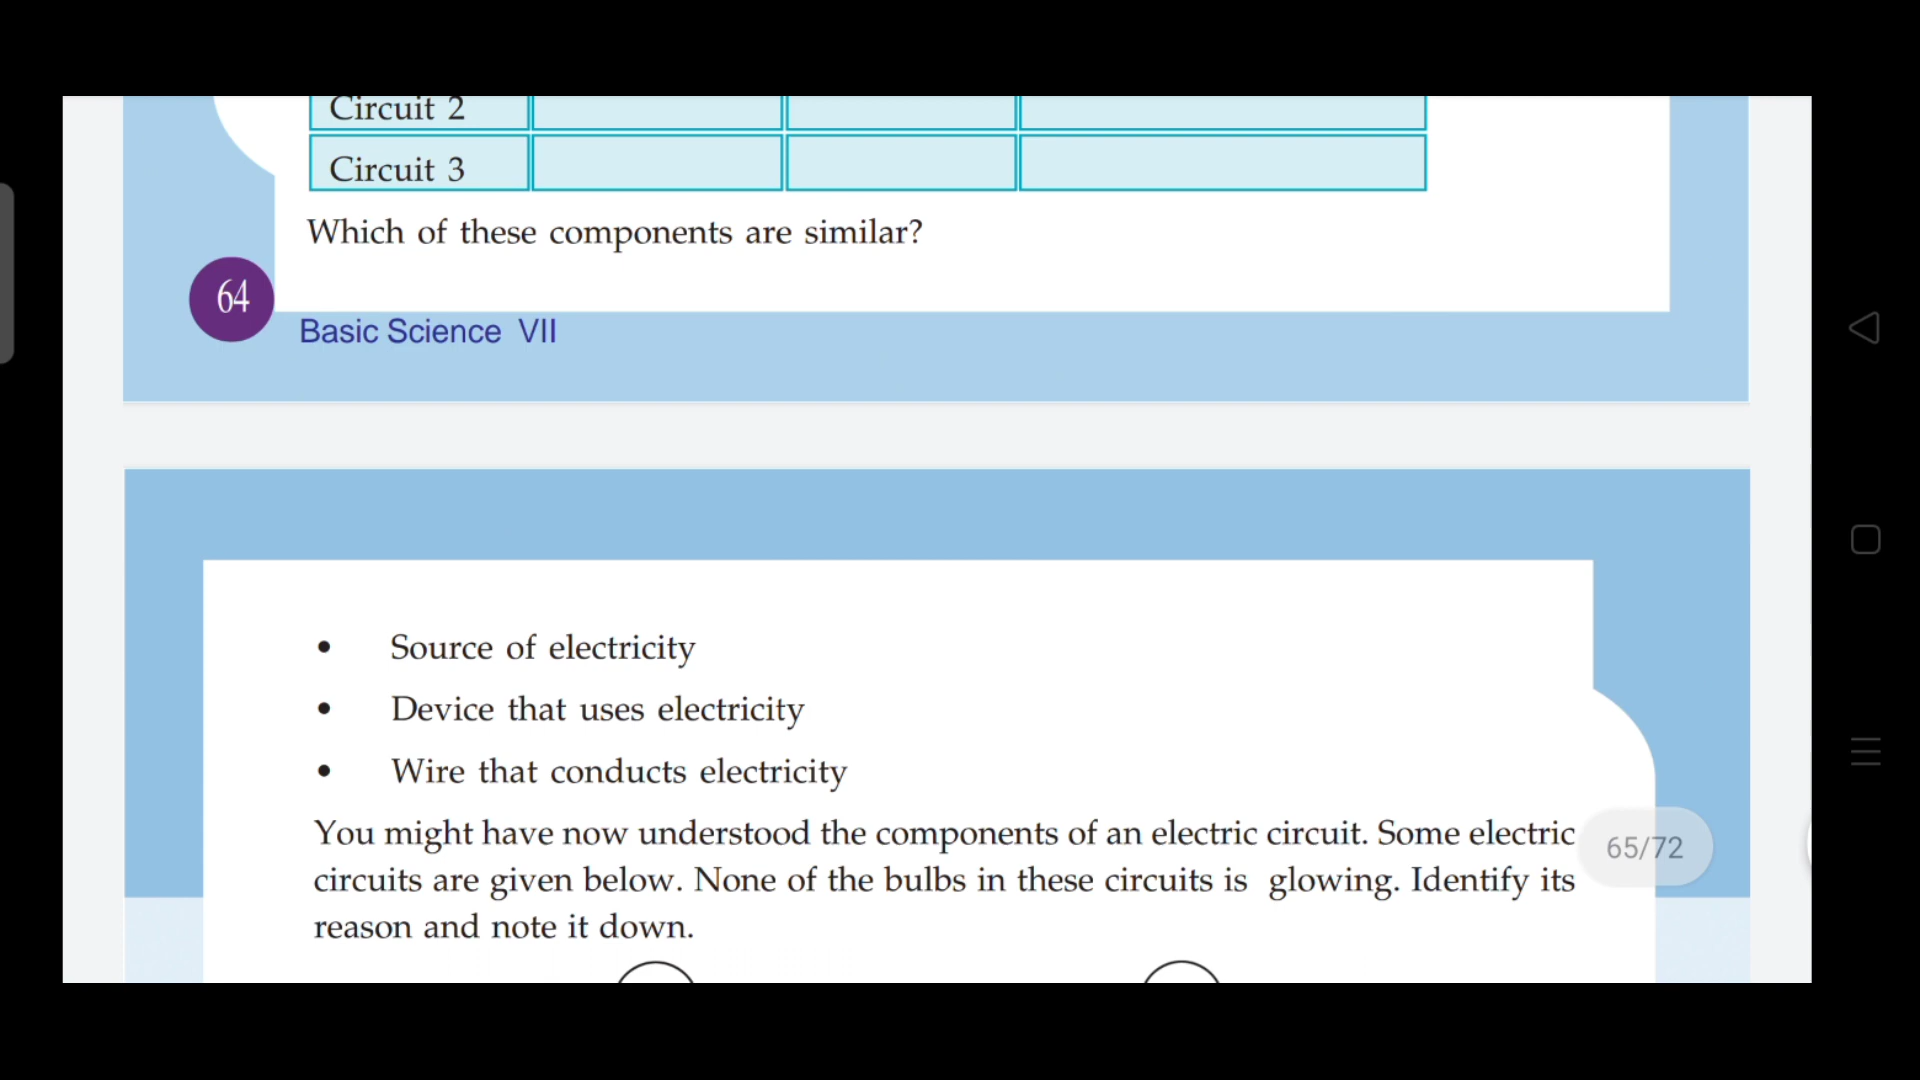 Circuit 2
Circuit 3
Which of these components are similar?
64
Basic Science VII
• Source of electricity
• Device that uses electricity
• Wire that conducts electricity
You might have now understood the components of an electric circuit. Some electric
circuits are given below. None of the bulbs in these circuits is glowing. Identify its
reason and note it down.
65/72